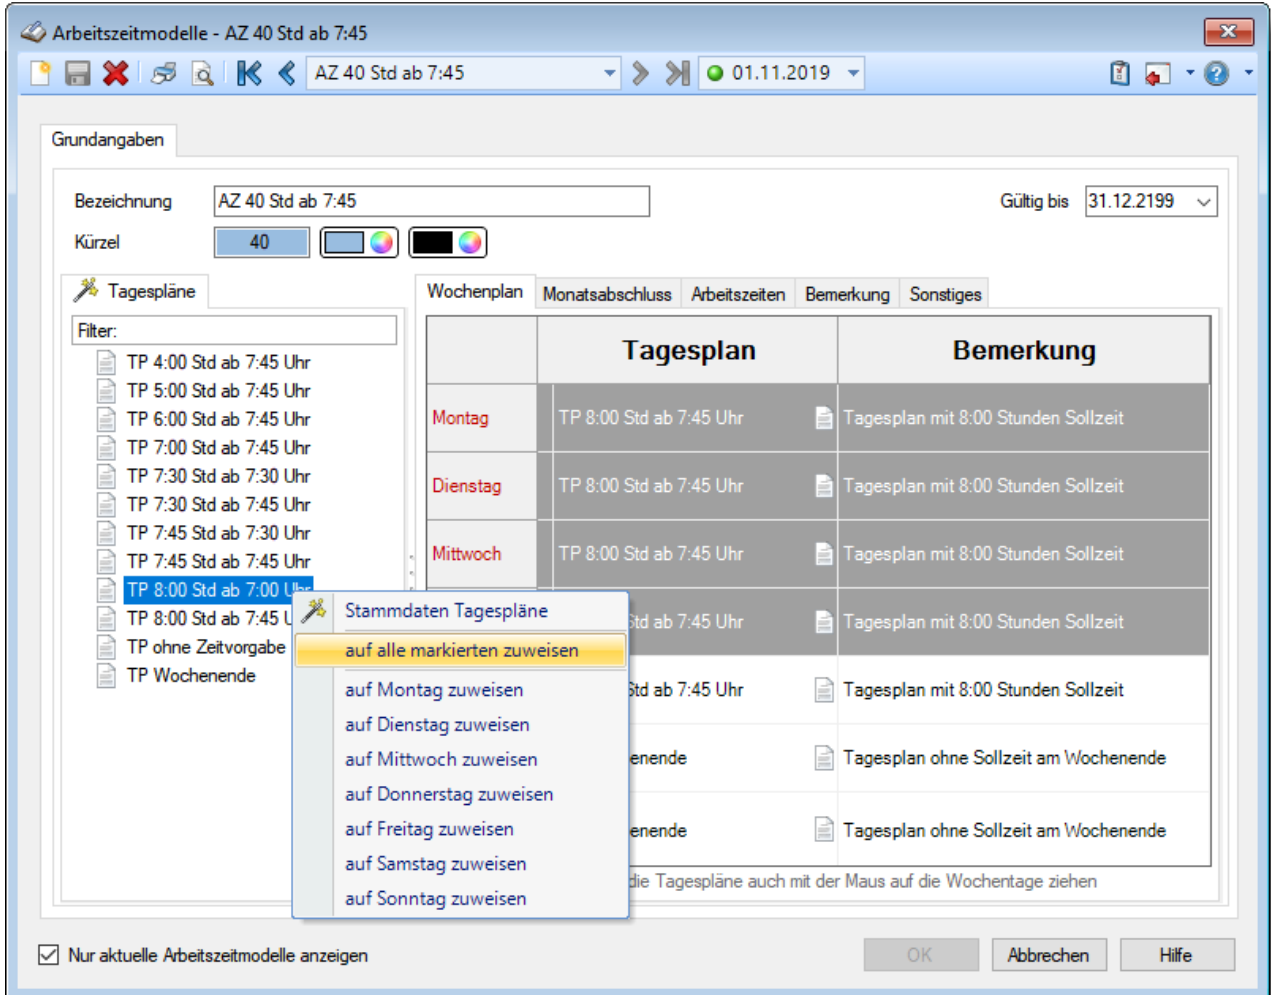 Arbeitszeitmodelle - AZ 40 Std ab 7:45
AZ 40 Std ab 7:45 01.11.2019
Grundangaben
Bezeichnung AZ 40 Std ab 7:45 Gültig bis 31.12.2199
Kürzel 40
Tagespläne
Filter:
TP 4:00 Std ab 7:45 Uhr
TP 5:00 Std ab 7:45 Uhr
TP 6:00 Std ab 7:45 Uhr
TP 7:00 Std ab 7:45 Uhr
TP 7:30 Std ab 7:30 Uhr
TP 7:30 Std ab 7:45 Uhr
TP 7:45 Std ab 7:30 Uhr
TP 7:45 Std ab 7:45 Uhr
TP 8:00 Std ab 7:00 Uhr
TP 8:00 Std ab 7:45 U
TP ohne Zeitvorgabe
TP Wochenende
Stammdaten Tagespläne
auf alle markierten zuweisen
auf Montag zuweisen
auf Dienstag zuweisen
auf Mittwoch zuweisen
auf Donnerstag zuweisen
auf Freitag zuweisen
auf Samstag zuweisen
auf Sonntag zuweisen
Wochenplan Monatsabschluss Arbeitszeiten Bemerkung Sonstiges
Tagesplan Bemerkung
Montag TP 8:00 Std ab 7:45 Uhr Tagesplan mit 8:00 Stunden Sollzeit
Dienstag TP 8:00 Std ab 7:45 Uhr Tagesplan mit 8:00 Stunden Sollzeit
Mittwoch TP 8:00 Std ab 7:45 Uhr Tagesplan mit 8:00 Stunden Sollzeit
Std ab 7:45 Uhr Tagesplan mit 8:00 Stunden Sollzeit
Std ab 7:45 Uhr Tagesplan mit 8:00 Stunden Sollzeit
enende Tagesplan ohne Sollzeit am Wochenende
enende Tagesplan ohne Sollzeit am Wochenende
die Tagespläne auch mit der Maus auf die Wochentage ziehen
Nur aktuelle Arbeitszeitmodelle anzeigen
OK Abbrechen Hilfe